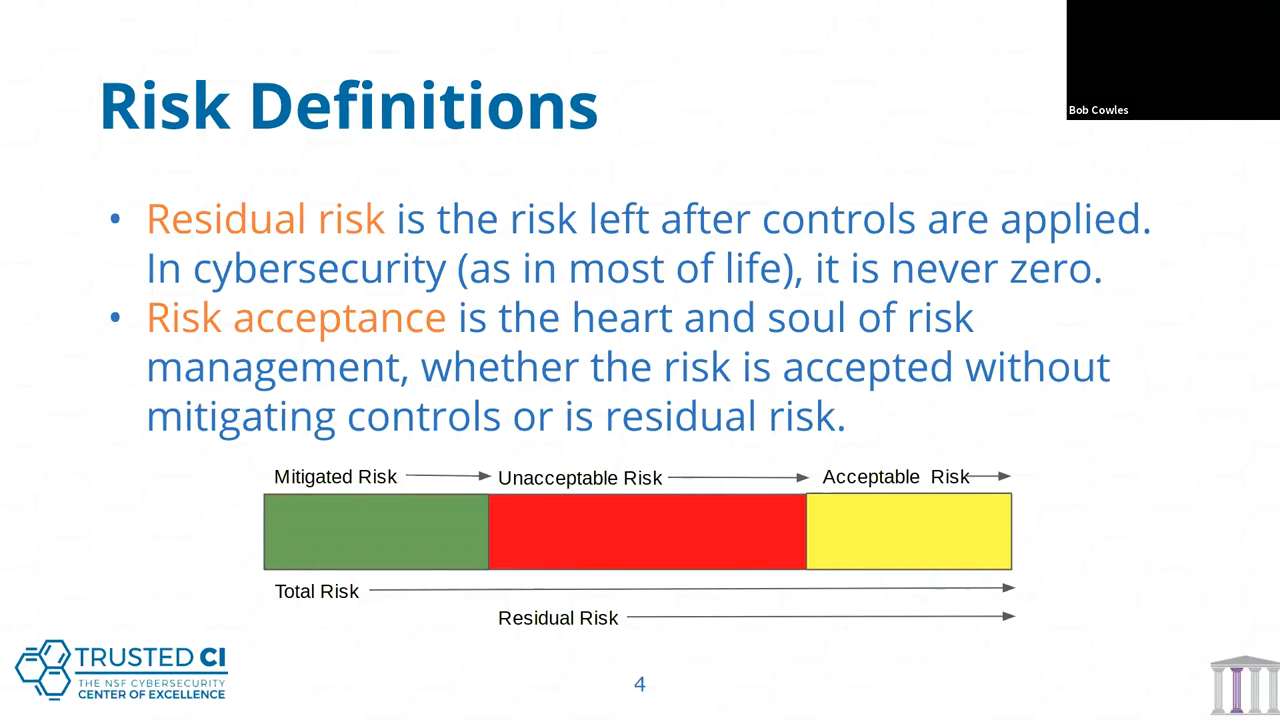 Bob Cowles
Risk Definitions
• Residual risk is the risk left after controls are applied.
In cybersecurity (as in most of life), it is never zero.
• Risk acceptance is the heart and soul of risk
management, whether the risk is accepted without
mitigating controls or is residual risk.
Mitigated Risk Unacceptable Risk Acceptable Risk
Total Risk
Residual Risk
TRUSTED CI
THE NSF CYBERSECURITY
CENTER OF EXCELLENCE
4